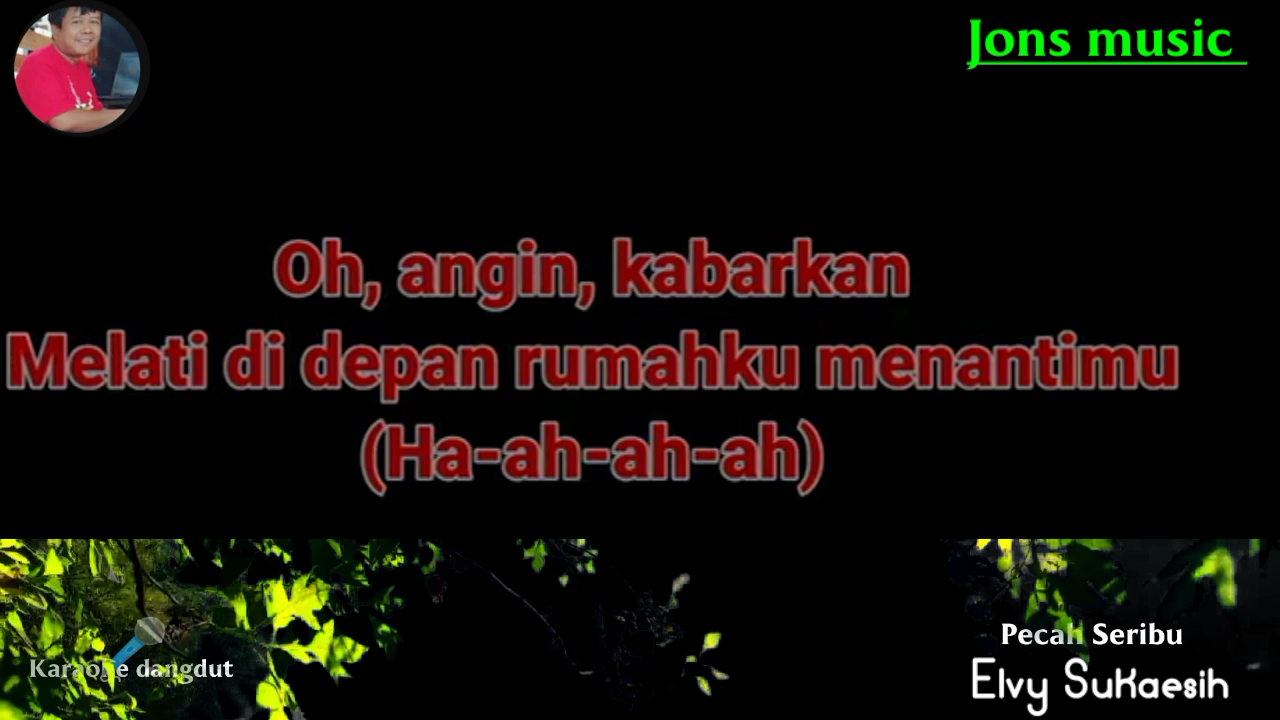 Jons music
Oh, angin, kabarkan
Melati di depan rumahku menantimu
(Ha-ah-ah-ah)
Pecah Seribu
Karaoke dangdut
Elvy Sukaesih